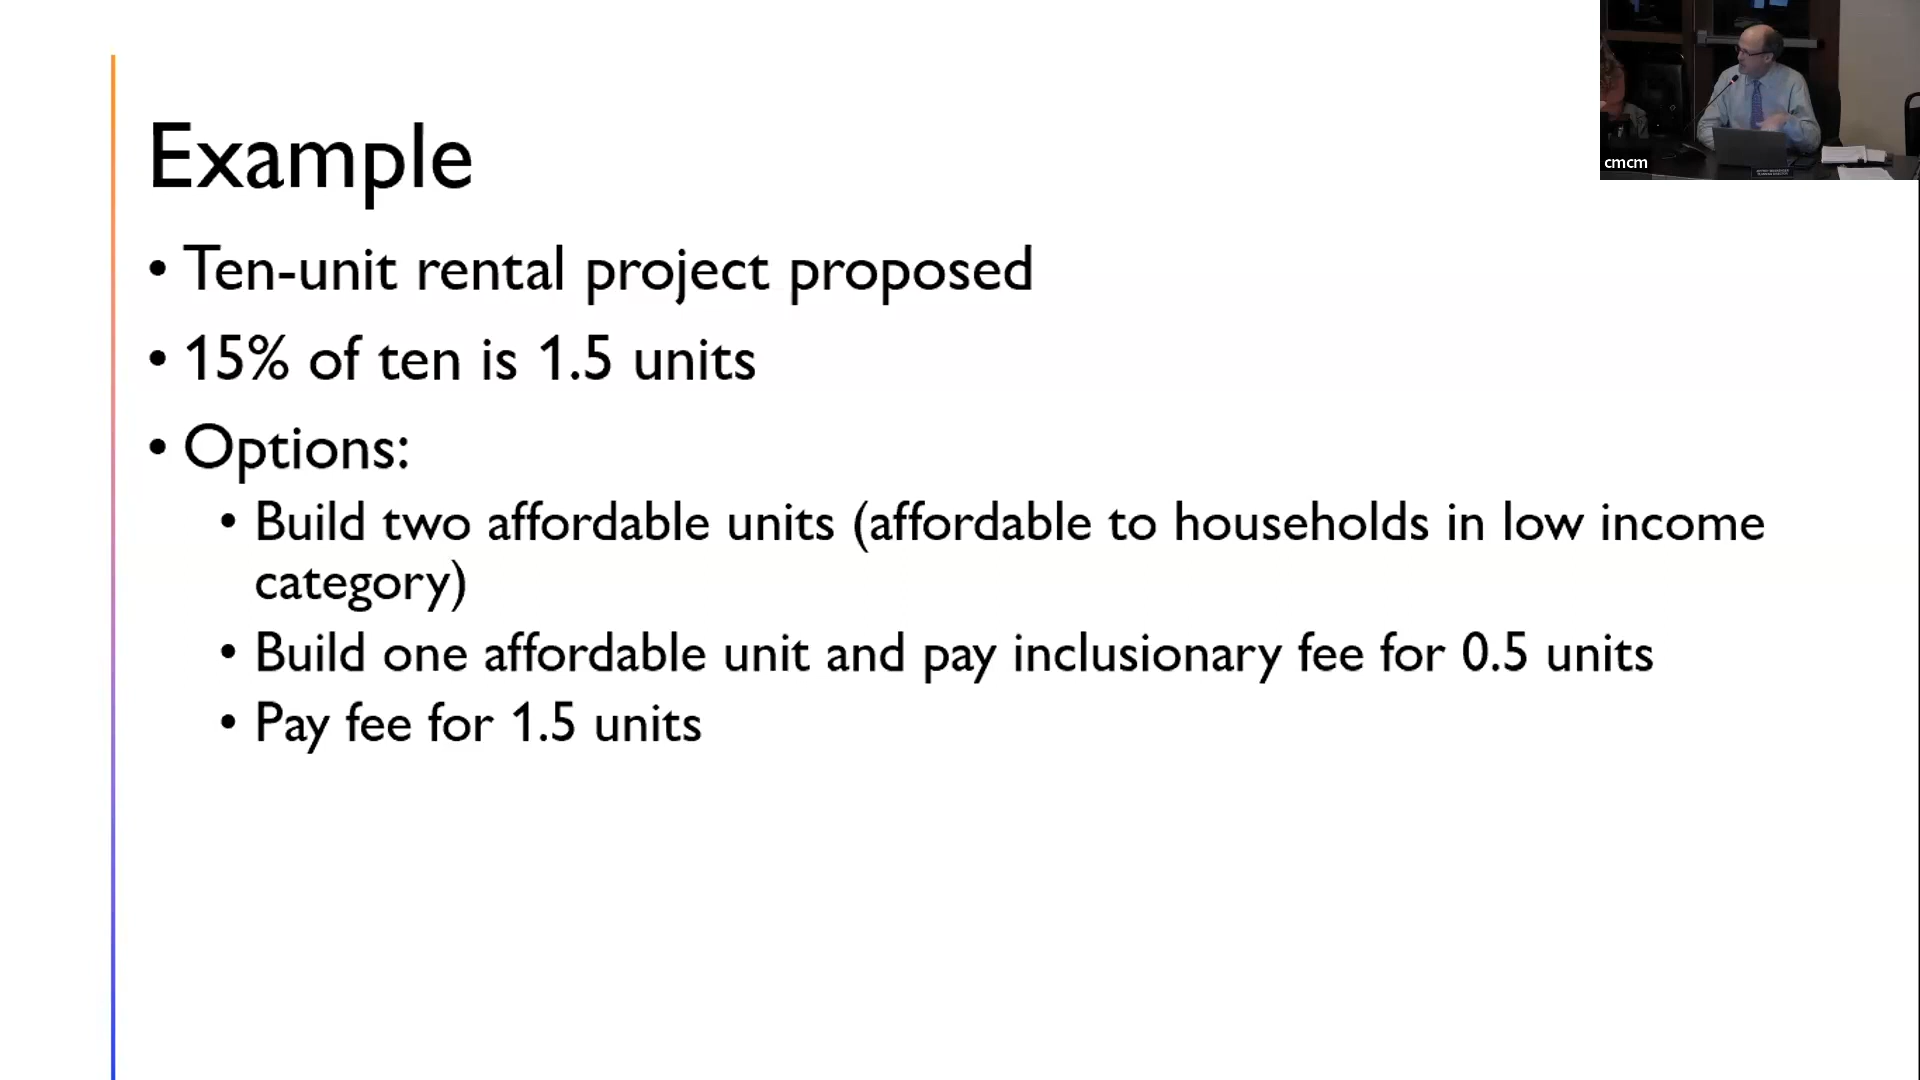 Example
• Ten-unit rental project proposed
• 15% of ten is 1.5 units
• Options:
• Build two affordable units (affordable to households in low income
category)
• Build one affordable unit and pay inclusionary fee for 0.5 units
• Pay fee for 1.5 units
cmcm